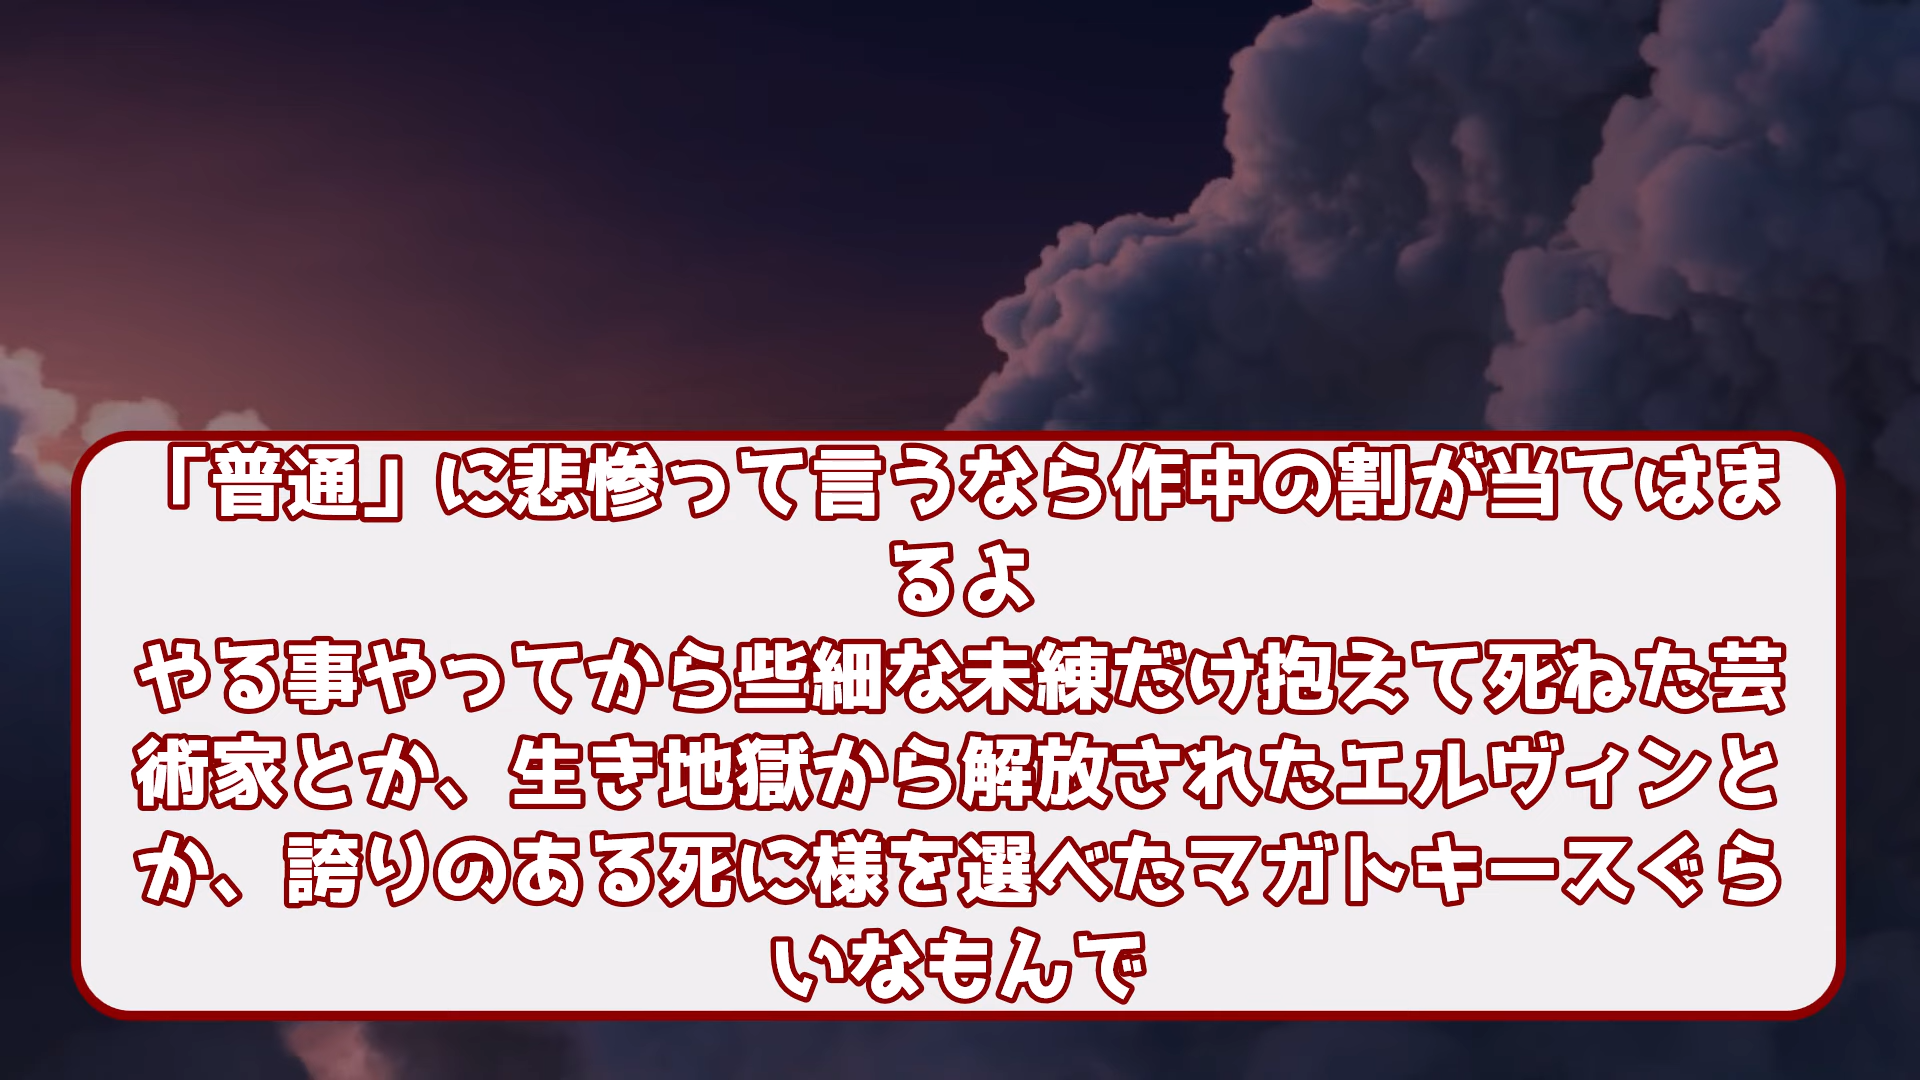 「普通」に悲惨って言うなら作中の割が当てはま
るよ
やる事やってから些細な未練だけ抱えて死ねた芸
術家とか、生き地獄から解放されたエルヴィンと
か、誇りのある死に様を選べたマガトキースぐら
いなもんで